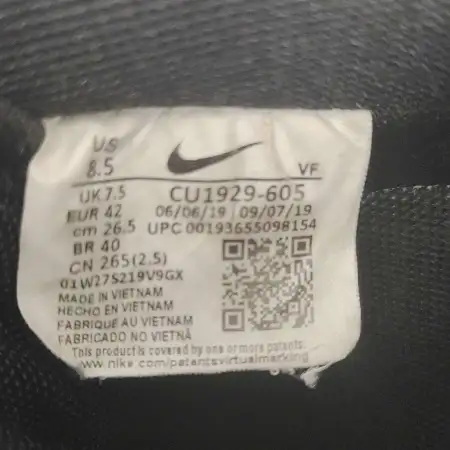 US
8.5
VF
UK 7.5
CU1929-605
EUR 42
06/06/19 09/07/19
cm 26.5
UPC 00193655098154
BR 40
CN 265(2.5)
01W27S219V9GX
MADE IN VIETNAM
HECHO EN VIETNAM
FABRIQUE AU VIETNAM
FABRICADO NO VIETNÃ
This product is covered by one or more patents.
www.nike.com/patentsvirtualmarking